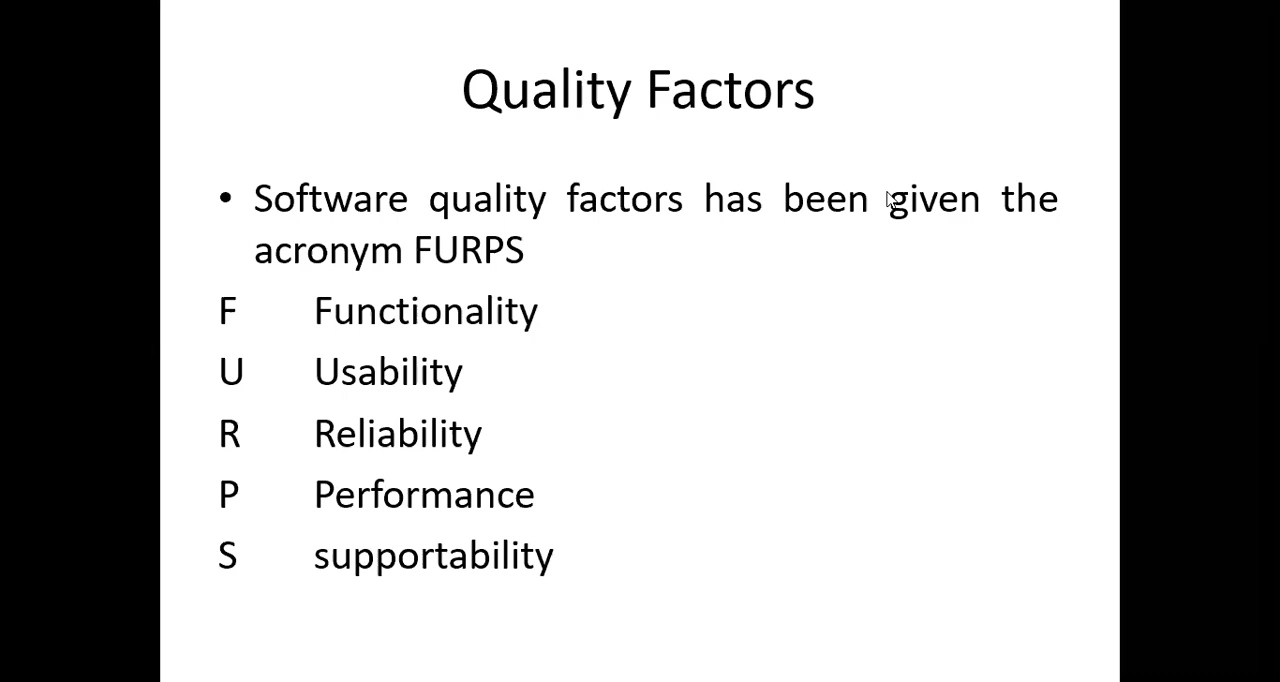 Quality Factors
• Software quality factors has been given the
acronym FURPS
F Functionality
U Usability
R Reliability
P Performance
S supportability